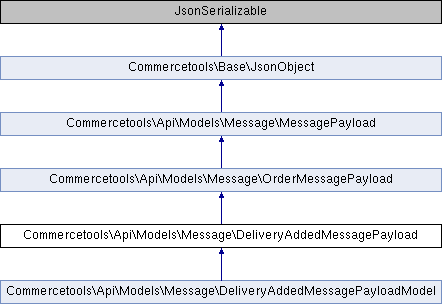 JsonSerializable
Commercetools\Base\JsonObject
Commercetools\Api\Models\Message\MessagePayload
Commercetools\Api\Models\Message\OrderMessagePayload
Commercetools\Api\Models\Message\DeliveryAddedMessagePayload
Commercetools\Api\Models\Message\DeliveryAddedMessagePayloadModel